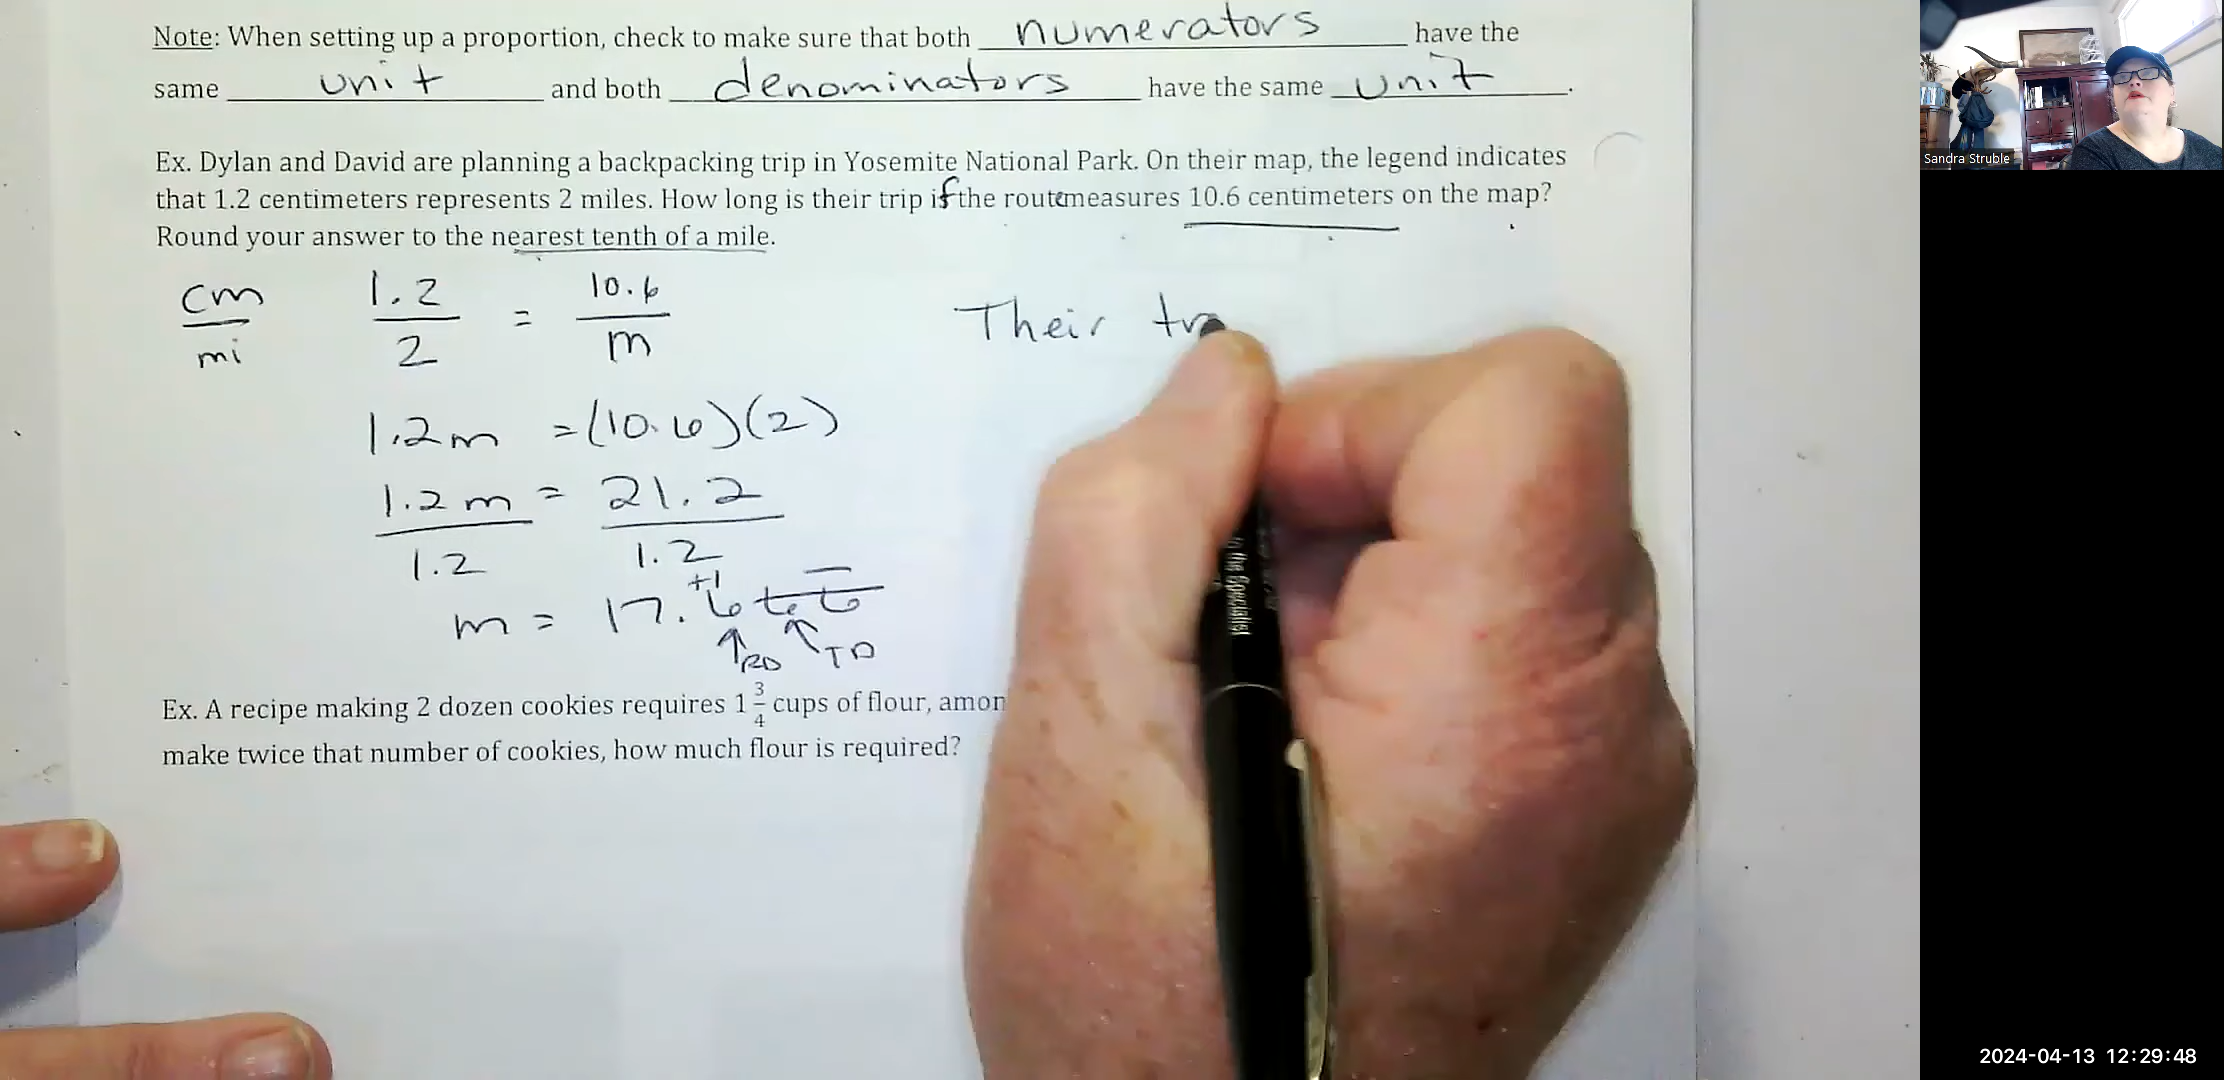 Note: When setting up a proportion, check to make sure that both numerators have the
same unit and both denominators have the same unit.
Ex. Dylan and David are planning a backpacking trip in Yosemite National Park. On their map, the legend indicates
that 1.2 centimeters represents 2 miles. How long is their trip if the route measures 10.6 centimeters on the map?
Round your answer to the nearest tenth of a mile.
cm/mi 1.2/2 = 10.6/m
Their tr
1.2m = (10.6)(2)
1.2m/1.2 = 21.2/1.2
+1
m = 17.666
RD TD
Ex. A recipe making 2 dozen cookies requires 1 3/4 cups of flour, amon
make twice that number of cookies, how much flour is required?
to the Specialist
Sandra Struble
2024-04-13 12:29:48